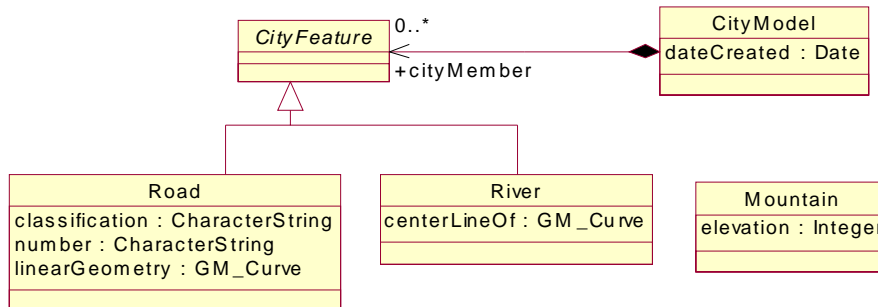 CityFeature
0..*
+cityMember
CityModel
dateCreated : Date
Road
classification : CharacterString
number : CharacterString
linearGeometry : GM_Curve
River
centerLineOf : GM_Curve
Mountain
elevation : Integer